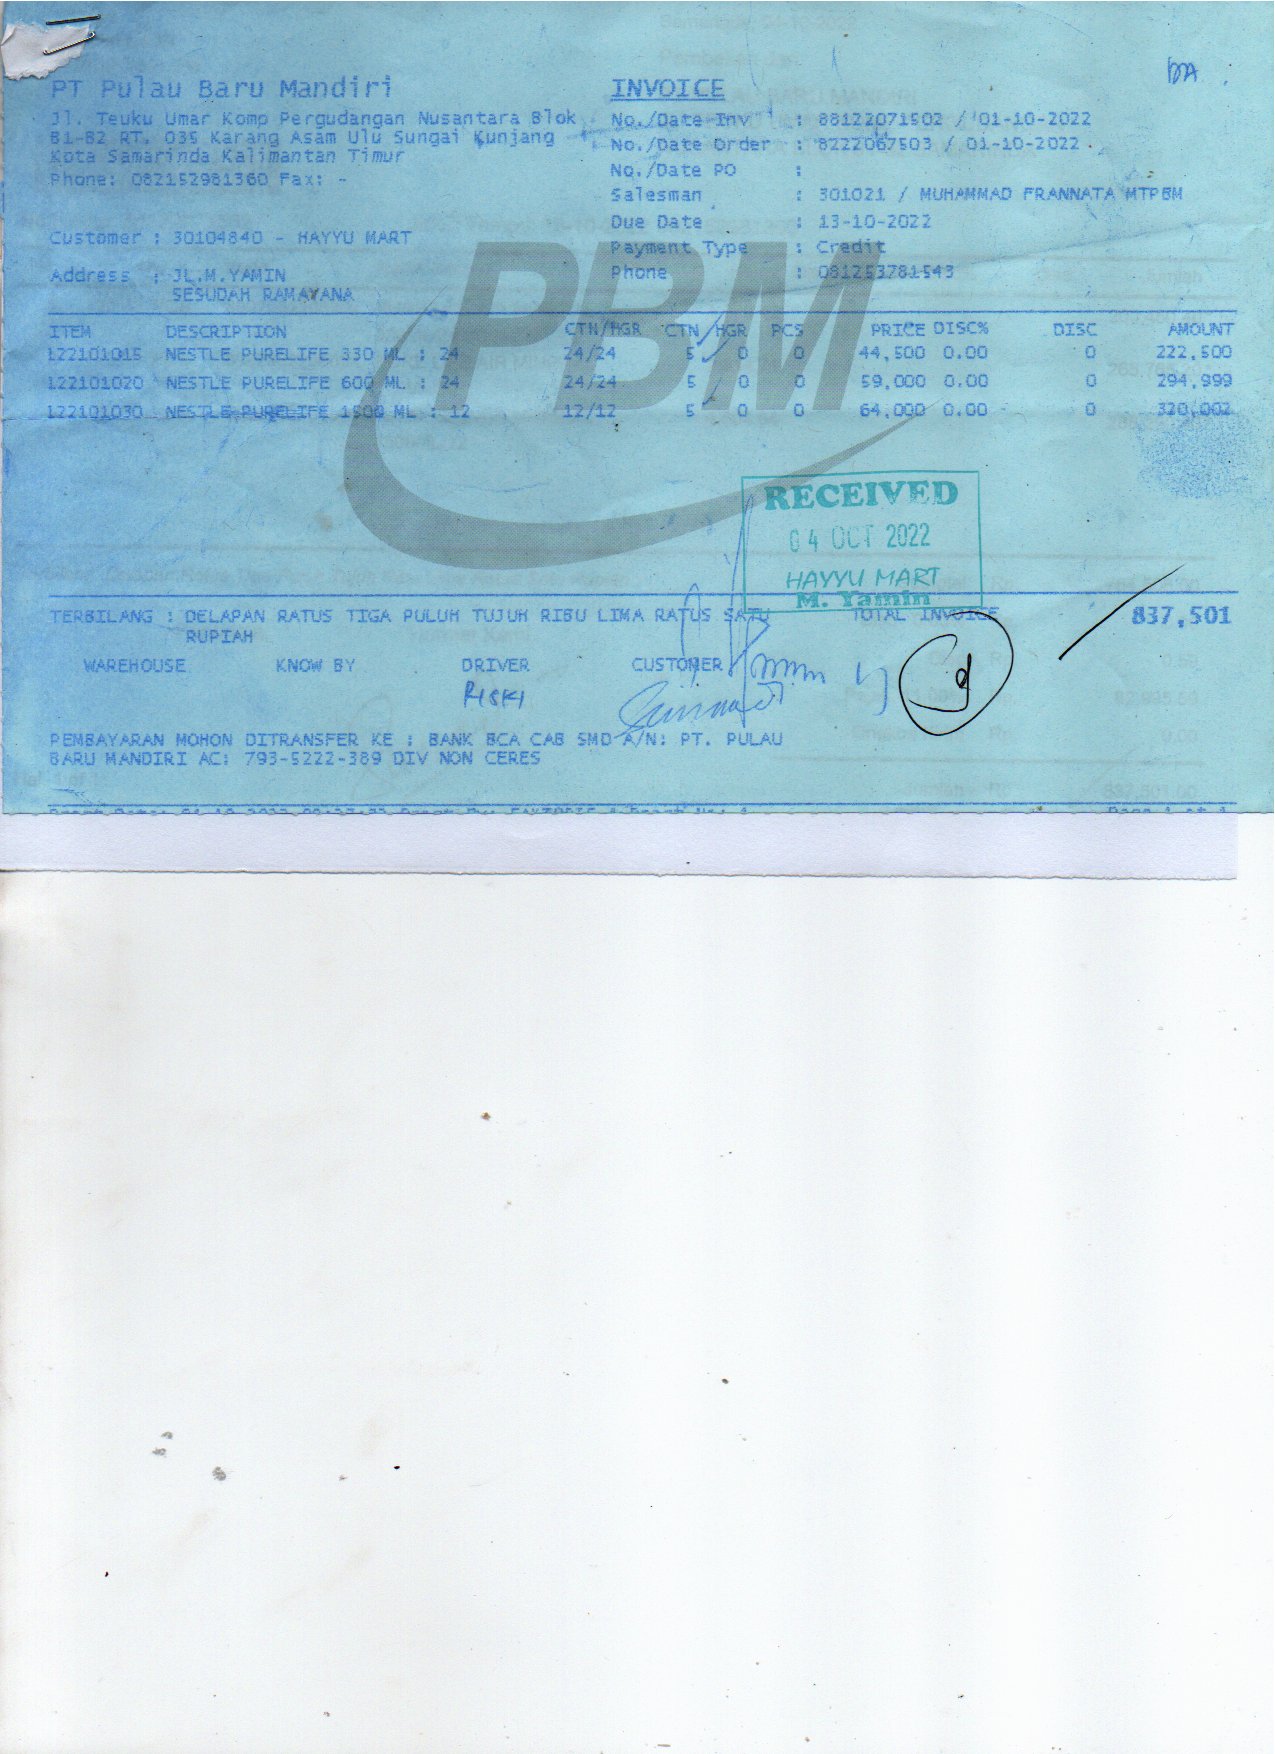 PT Pulau Baru Mandiri
Jl. Teuku Umar Komp Pergudangan Nusantara Blok
B1-B2 RT. 035 Karang Asam Ulu Sungai Kunjang
Kota Samarinda Kalimantan Timur
Phone: 082152981360 Fax: -
Customer : 30104840 - HAYYU MART
Address : JL.M.YAMIN
SESUDAH RAMAYANA
INVOICE
No./Date Inv : 88122071502 / 01-10-2022
No./Date Order : 8222067503 / 01-10-2022
No./Date PO :
Salesman : 301021 / MUHAMMAD FRANNATA MTPBM
Due Date : 13-10-2022
Payment Type : Credit
Phone : 081253781543
PBM
ITEM DESCRIPTION CTN/HGR CTN HGR PCS PRICE DISC% DISC AMOUNT
122101015 NESTLE PURELIFE 330 ML : 24 24/24 5 0 0 44,500 0.00 0 222,500
122101020 NESTLE PURELIFE 600 ML : 24 24/24 5 0 0 59,000 0.00 0 294,999
122101030 NESTLE PURELIFE 1500 ML : 12 12/12 5 0 0 64,000 0.00 0 320,002
RECEIVED
04 OCT 2022
HAYYU MART
M. Yamin
TERBILANG : DELAPAN RATUS TIGA PULUH TUJUH RIBU LIMA RATUS SATU TOTAL INVOICE 837,501
RUPIAH
WAREHOUSE KNOW BY DRIVER CUSTOMER
RISKI
PEMBAYARAN MOHON DITRANSFER KE : BANK BCA CAB SMD A/N: PT. PULAU
BARU MANDIRI AC: 793-5222-389 DIV NON CERES
Page 1 of 1